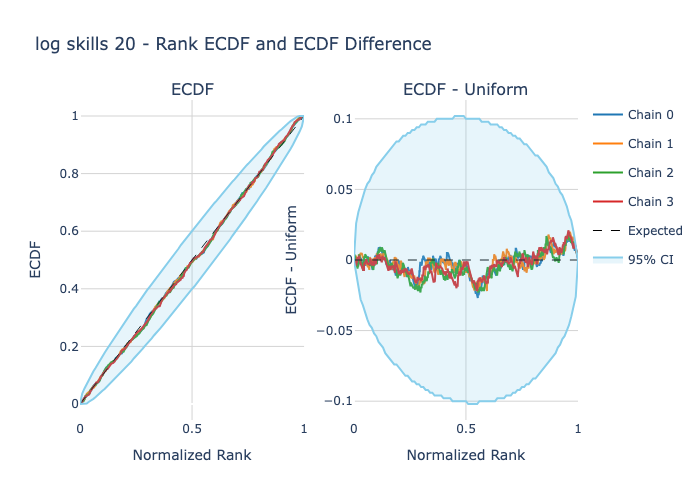 log skills 20 - Rank ECDF and ECDF Difference
ECDF
ECDF - Uniform
1
0.8
0.6
0.4
0.2
0
0
0.5
1
Normalized Rank
ECDF
0.1
0.05
0
−0.05
−0.1
0
0.5
1
Normalized Rank
ECDF - Uniform
Chain 0
Chain 1
Chain 2
Chain 3
Expected
95% CI